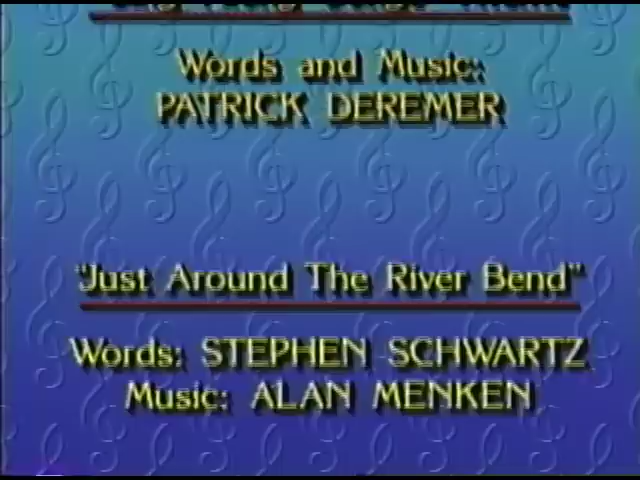 Words and Music:
PATRICK DEREMER
"Just Around The River Bend"
Words: STEPHEN SCHWARTZ
Music: ALAN MENKEN